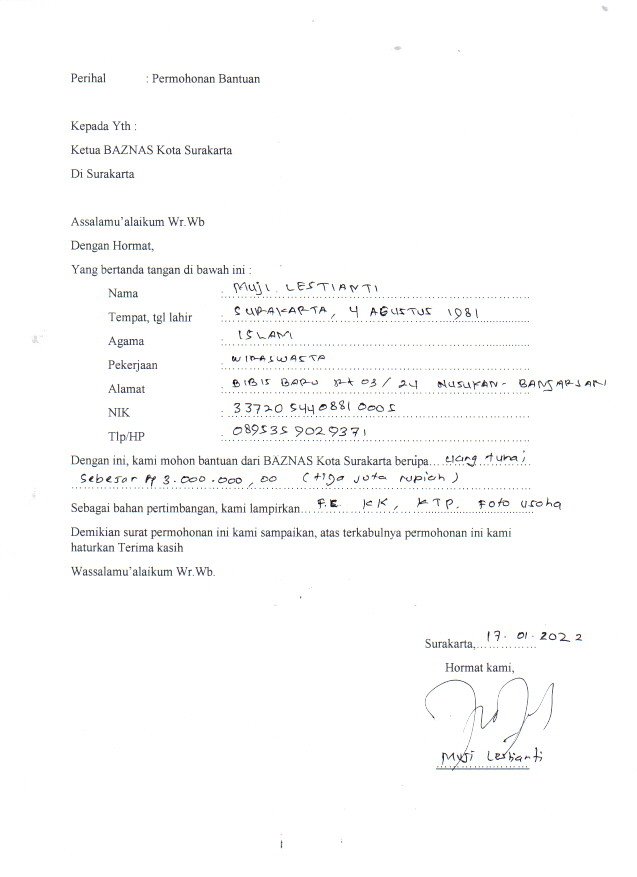 Perihal : Permohonan Bantuan
Kepada Yth :
Ketua BAZNAS Kota Surakarta
Di Surakarta
Assalamu'alaikum Wr.Wb
Dengan Hormat,
Yang bertanda tangan di bawah ini :
Nama : MUJI LESTIANTI
Tempat, tgl lahir : SURAKARTA, 4 AGUSTUS 1981
Agama : ISLAM
Pekerjaan : WIRASWASTA
Alamat : BIBIS BARU Rt 03 / 24 NUSUKAN - BANJARSARI
NIK : 3372054408810005
Tlp/HP : 0895359029371
Dengan ini, kami mohon bantuan dari BAZNAS Kota Surakarta berupa... uang tunai
Sebesar Rp 3.000.000,00 (tiga juta rupiah)
Sebagai bahan pertimbangan, kami lampirkan... KK, KTP. Foto usaha
Demikian surat permohonan ini kami sampaikan, atas terkabulnya permohonan ini kami
haturkan Terima kasih
Wassalamu'alaikum Wr.Wb.
Surakarta, 17-01-2022
Hormat kami,
Muji Lestianti